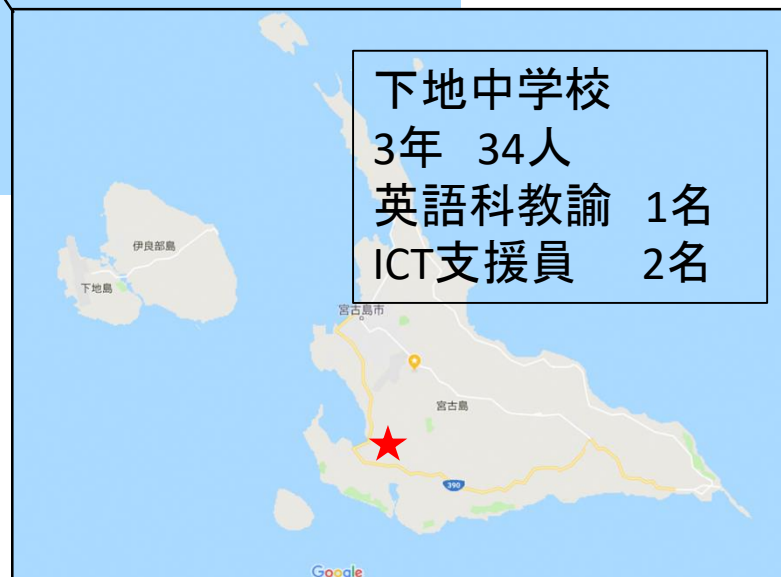 下地中学校
3年 34人
英語科教諭 1名
ICT支援員 2名
伊良部島
下地島
宮古島市
宮古島
390
Google